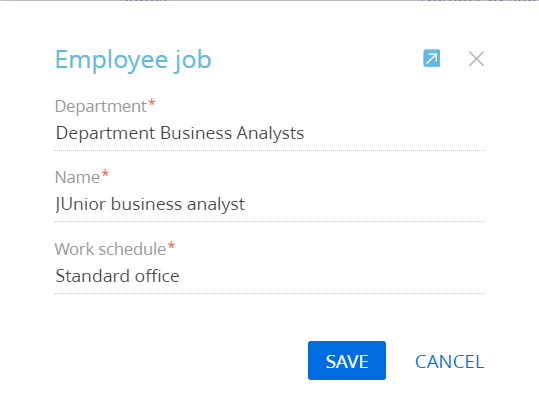 Employee job
Department*
Department Business Analysts
Name*
JUnior business analyst
Work schedule*
Standard office
SAVE CANCEL